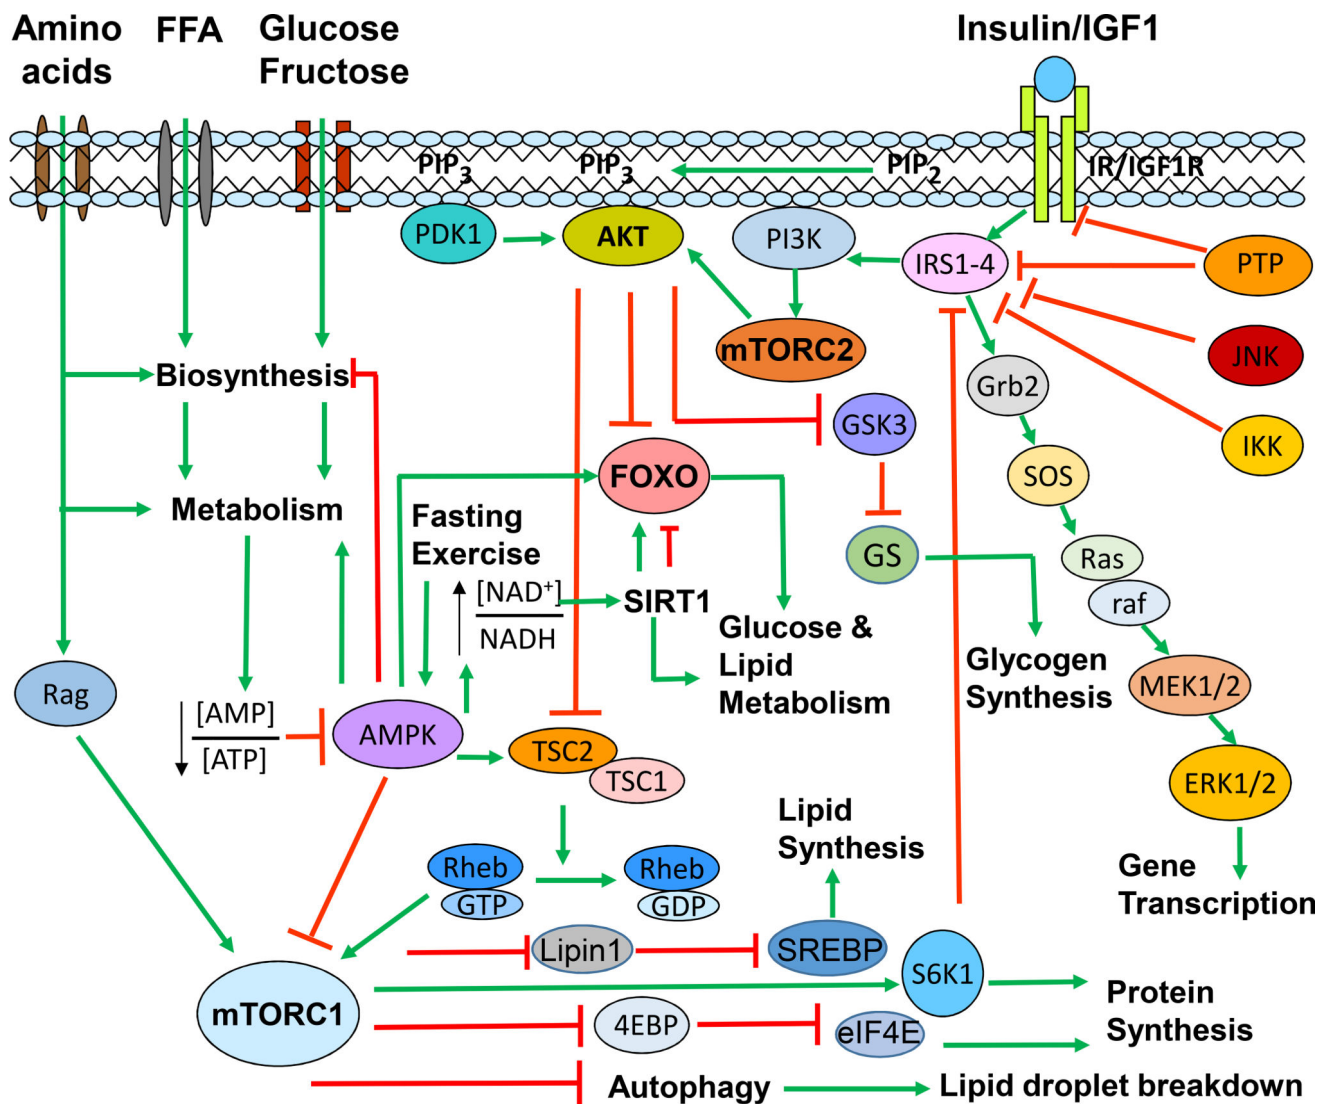 Amino
acids
FFA
Glucose
Fructose
Insulin/IGF1
PIP3
PIP3
PIP2
IR/IGF1R
PDK1
AKT
PI3K
IRS1-4
PTP
mTORC2
JNK
Biosynthesis
Grb2
GSK3
IKK
FOXO
SOS
Metabolism
Fasting
Exercise
GS
Ras
raf
[NAD+]
NADH
SIRT1
Glucose &
Lipid
Metabolism
Glycogen
Synthesis
MEK1/2
Rag
[AMP]
[ATP]
AMPK
TSC2
TSC1
ERK1/2
Lipid
Synthesis
Rheb
GTP
Rheb
GDP
Gene
Transcription
Lipin1
SREBP
S6K1
mTORC1
4EBP
eIF4E
Protein
Synthesis
Autophagy
Lipid droplet breakdown